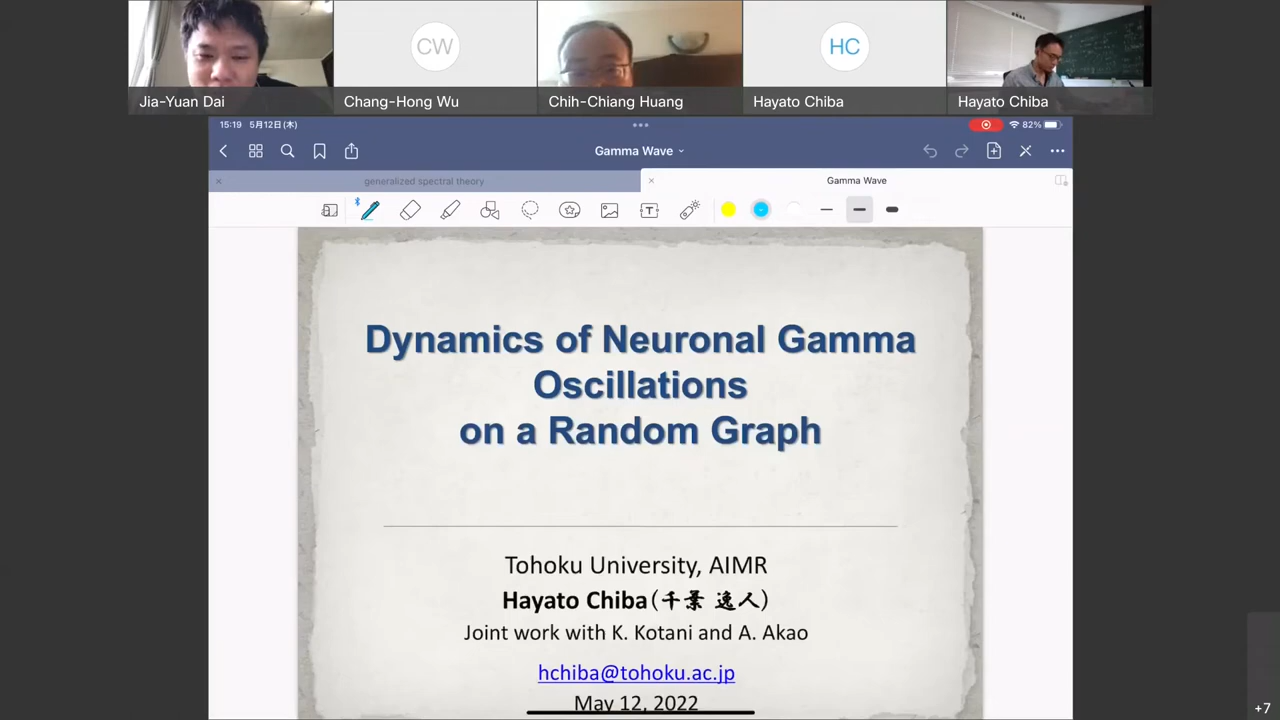 CW
HC
Jia-Yuan Dai
Chang-Hong Wu
Chih-Chiang Huang
Hayato Chiba
Hayato Chiba
15:19 5月12日(木)
82%
Gamma Wave
generalized spectral theory
Gamma Wave
Dynamics of Neuronal Gamma
Oscillations
on a Random Graph
Tohoku University, AIMR
Hayato Chiba(千葉 逸人)
Joint work with K. Kotani and A. Akao
hchiba@tohoku.ac.jp
May 12, 2022
+7